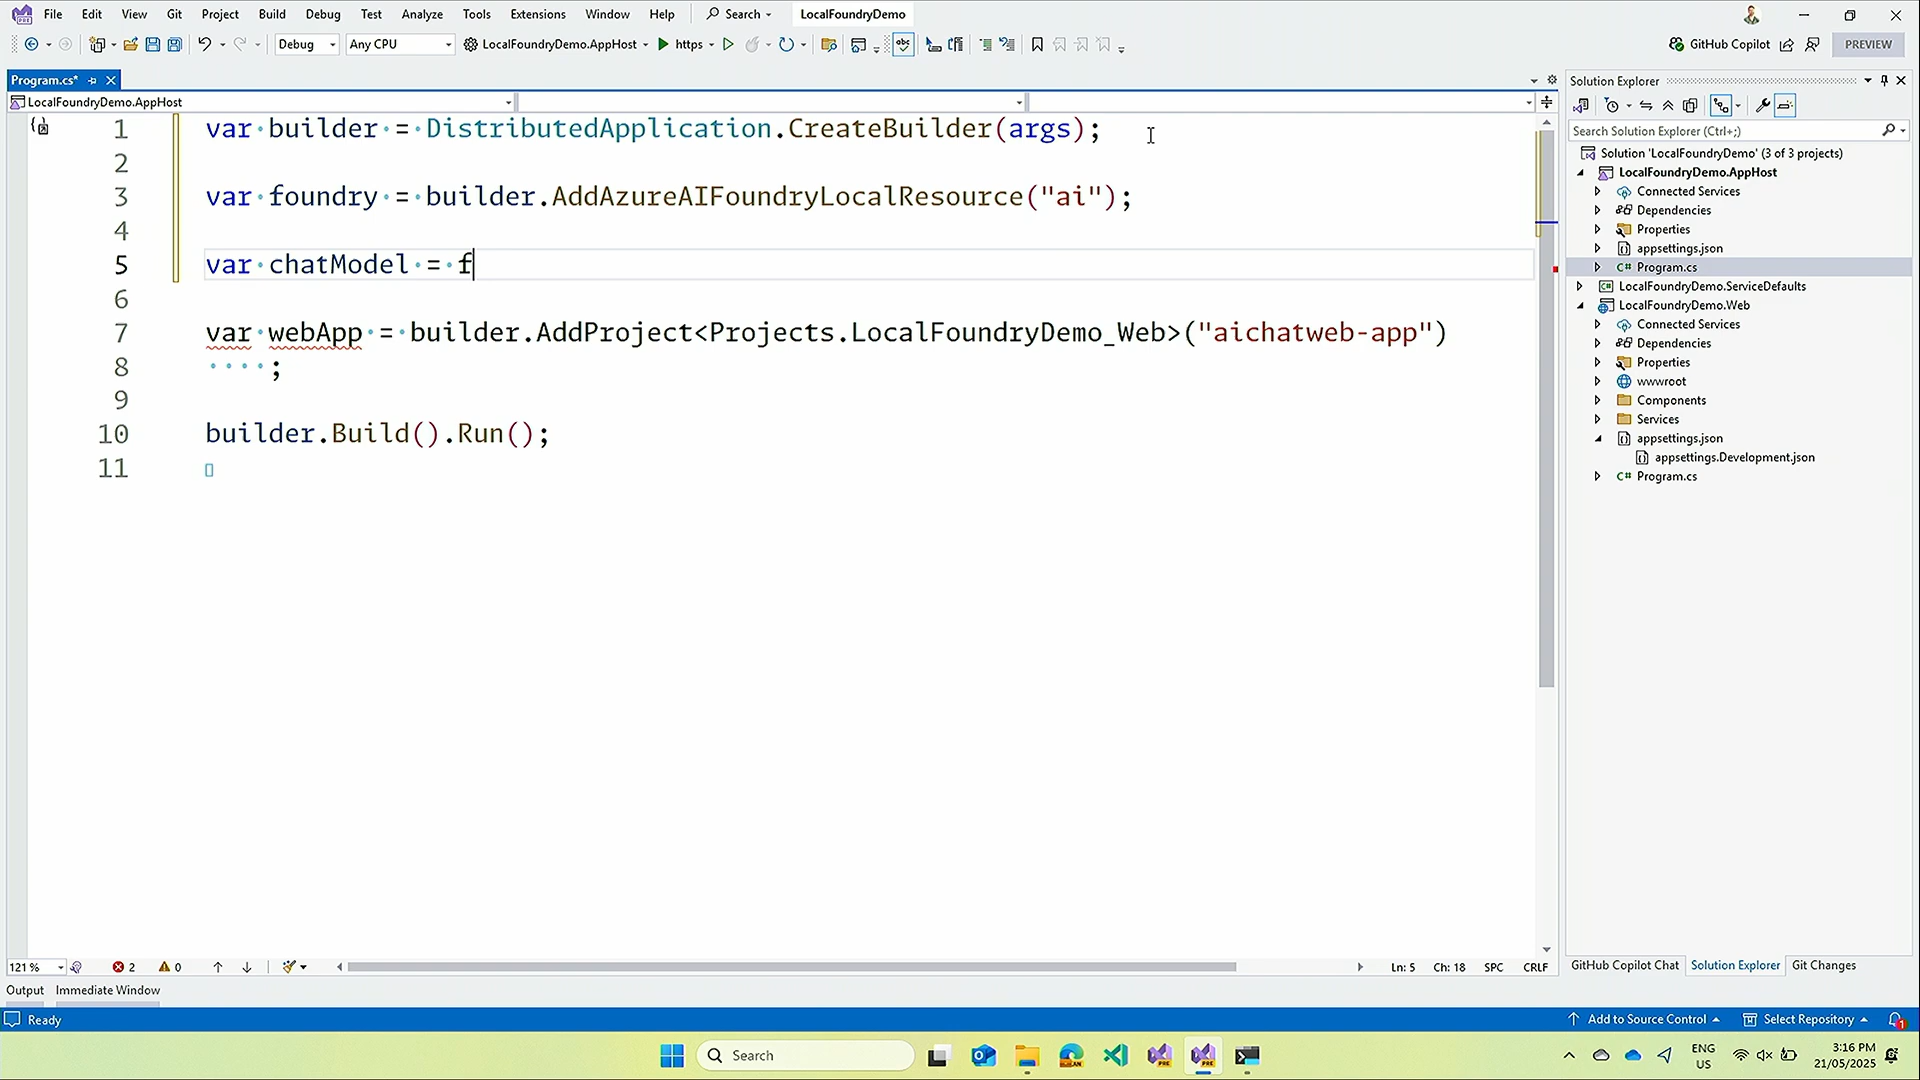 File Edit View Git Project Build Debug Test Analyze Tools Extensions Window Help Search LocalFoundryDemo
Debug Any CPU LocalFoundryDemo.AppHost https GitHub Copilot PREVIEW
Program.cs*
LocalFoundryDemo.AppHost
1 var builder = DistributedApplication.CreateBuilder(args);
2
3 var foundry = builder.AddAzureAIFoundryLocalResource("ai");
4
5 var chatModel = f
6
7 var webApp = builder.AddProject<Projects.LocalFoundryDemo_Web>("aichatweb-app")
8 ;
9
10 builder.Build().Run();
11
Solution Explorer
Search Solution Explorer (Ctrl+;)
Solution 'LocalFoundryDemo' (3 of 3 projects)
LocalFoundryDemo.AppHost
Connected Services
Dependencies
Properties
appsettings.json
C# Program.cs
LocalFoundryDemo.ServiceDefaults
LocalFoundryDemo.Web
Connected Services
Dependencies
Properties
wwwroot
Components
Services
appsettings.json
appsettings.Development.json
C# Program.cs
121 % 2 0 Ln: 5 Ch: 18 SPC CRLF
GitHub Copilot Chat Solution Explorer Git Changes
Output Immediate Window
Ready Add to Source Control Select Repository 1
Search
ENG
US
3:16 PM
21/05/2025